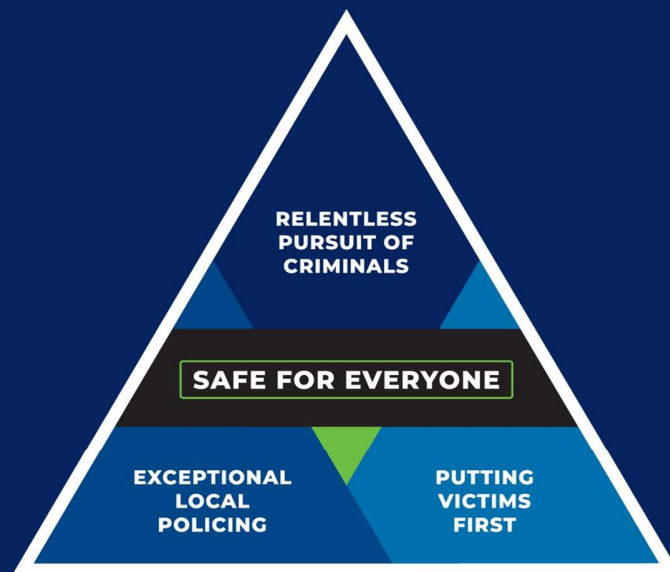 RELENTLESS
PURSUIT OF
CRIMINALS
SAFE FOR EVERYONE
EXCEPTIONAL
LOCAL
POLICING
PUTTING
VICTIMS
FIRST